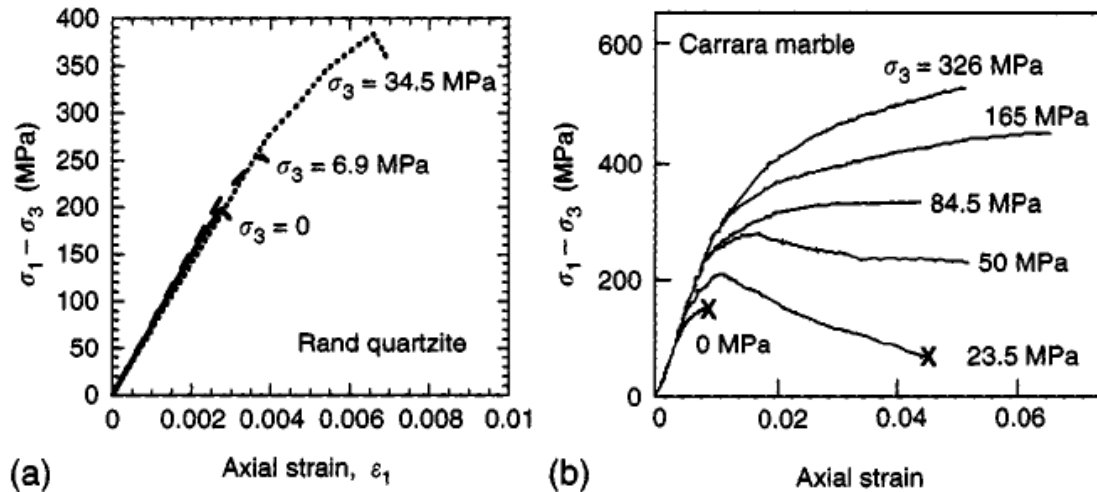 400
350
300
250
200
150
100
50
0
σ1 – σ3 (MPa)
σ3 = 34.5 MPa
σ3 = 6.9 MPa
σ3 = 0
Rand quartzite
0 0.002 0.004 0.006 0.008 0.01
(a) Axial strain, ε1
600
400
200
0
σ1 – σ3 (MPa)
Carrara marble
σ3 = 326 MPa
165 MPa
84.5 MPa
50 MPa
0 MPa
23.5 MPa
0 0.02 0.04 0.06
(b) Axial strain